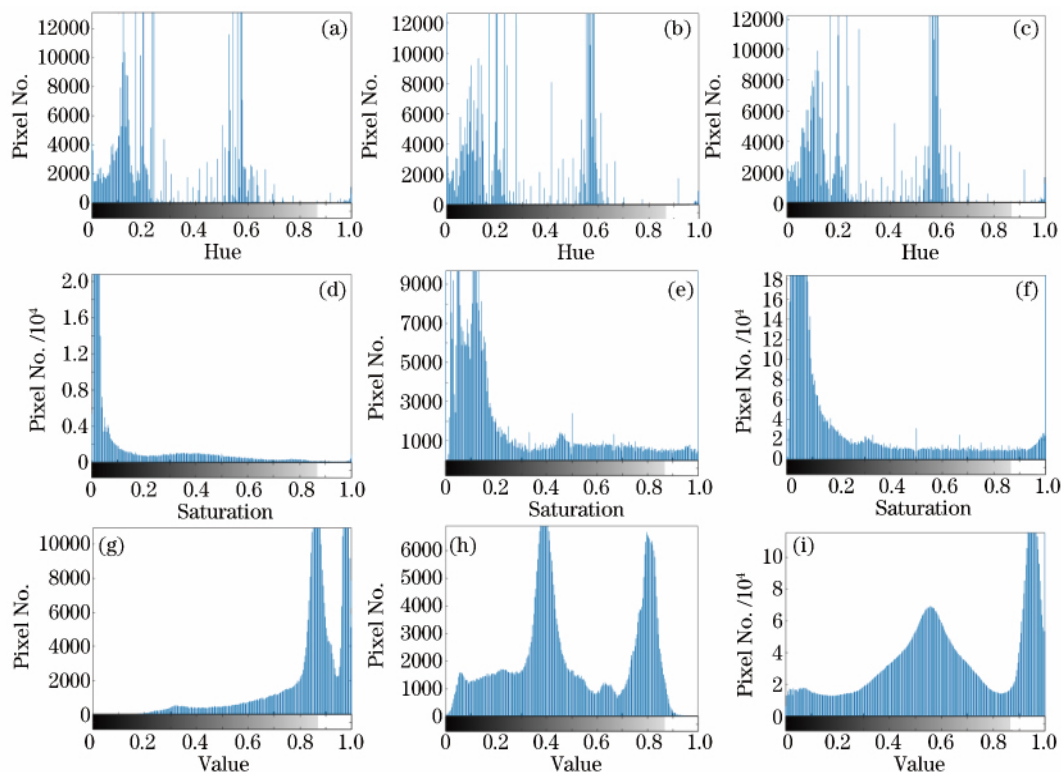 (a)
Pixel No.
12000
10000
8000
6000
4000
2000
0
0 0.2 0.4 0.6 0.8 1.0
Hue
(b)
Pixel No.
12000
10000
8000
6000
4000
2000
0
0 0.2 0.4 0.6 0.8 1.0
Hue
(c)
Pixel No.
12000
10000
8000
6000
4000
2000
0
0 0.2 0.4 0.6 0.8 1.0
Hue
(d)
Pixel No. /10⁴
2.0
1.6
1.2
0.8
0.4
0
0 0.2 0.4 0.6 0.8 1.0
Saturation
(e)
Pixel No.
9000
7000
5000
3000
1000
0
0 0.2 0.4 0.6 0.8 1.0
Saturation
(f)
Pixel No. /10⁴
18
16
14
12
10
8
6
4
2
0
0 0.2 0.4 0.6 0.8 1.0
Saturation
(g)
Pixel No.
10000
8000
6000
4000
2000
0
0 0.2 0.4 0.6 0.8 1.0
Value
(h)
Pixel No.
6000
5000
4000
3000
2000
1000
0
0 0.2 0.4 0.6 0.8 1.0
Value
(i)
Pixel No. /10⁴
10
8
6
4
2
0
0 0.2 0.4 0.6 0.8 1.0
Value